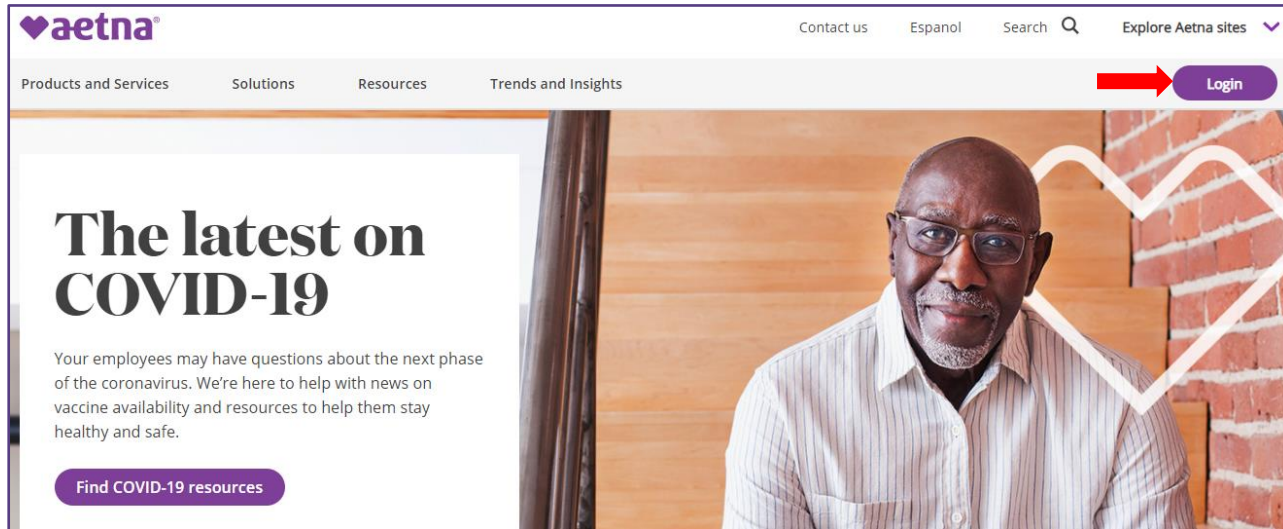 aetna®
Contact us Espanol Search Explore Aetna sites
Products and Services Solutions Resources Trends and Insights Login
The latest on
COVID-19
Your employees may have questions about the next phase
of the coronavirus. We’re here to help with news on
vaccine availability and resources to help them stay
healthy and safe.
Find COVID-19 resources